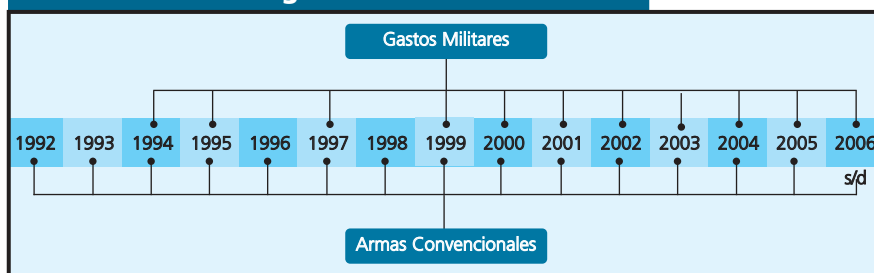 Gastos Militares
1992 1993 1994 1995 1996 1997 1998 1999 2000 2001 2002 2003 2004 2005 2006
s/d
Armas Convencionales